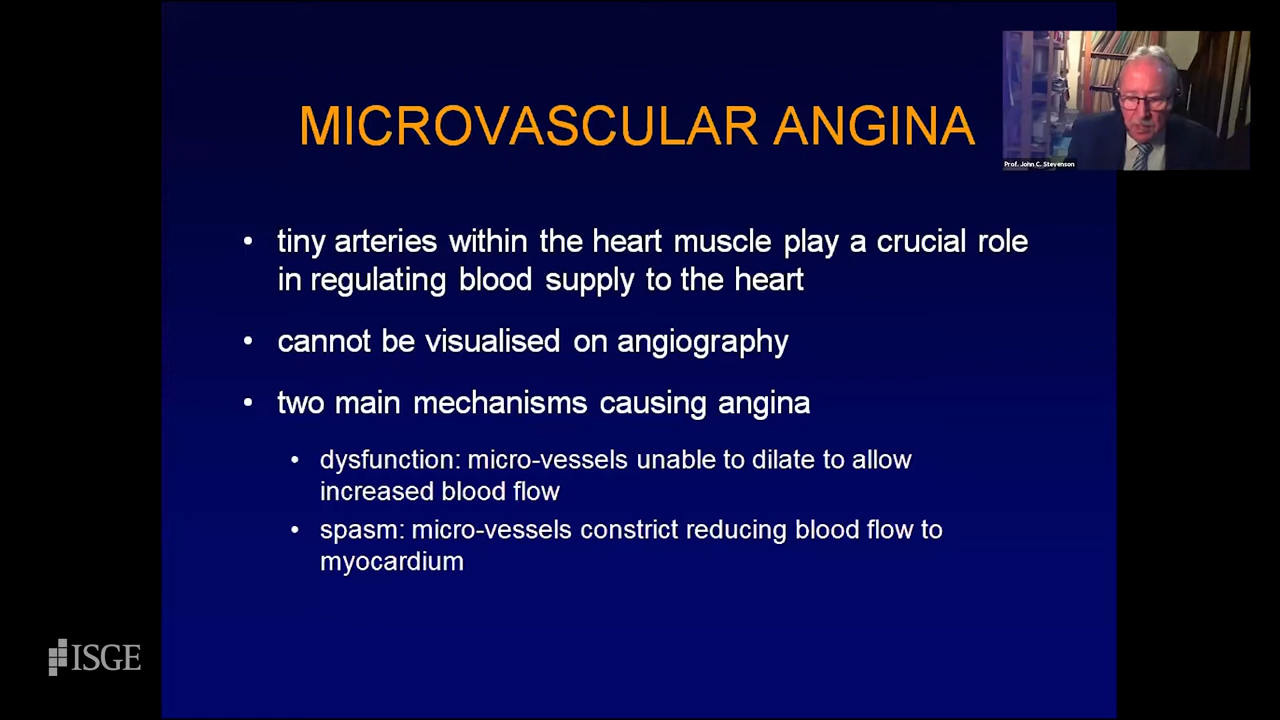 MICROVASCULAR ANGINA
Prof. John C. Stevenson
• tiny arteries within the heart muscle play a crucial role
in regulating blood supply to the heart
• cannot be visualised on angiography
• two main mechanisms causing angina
• dysfunction: micro-vessels unable to dilate to allow
increased blood flow
• spasm: micro-vessels constrict reducing blood flow to
myocardium
ISGE